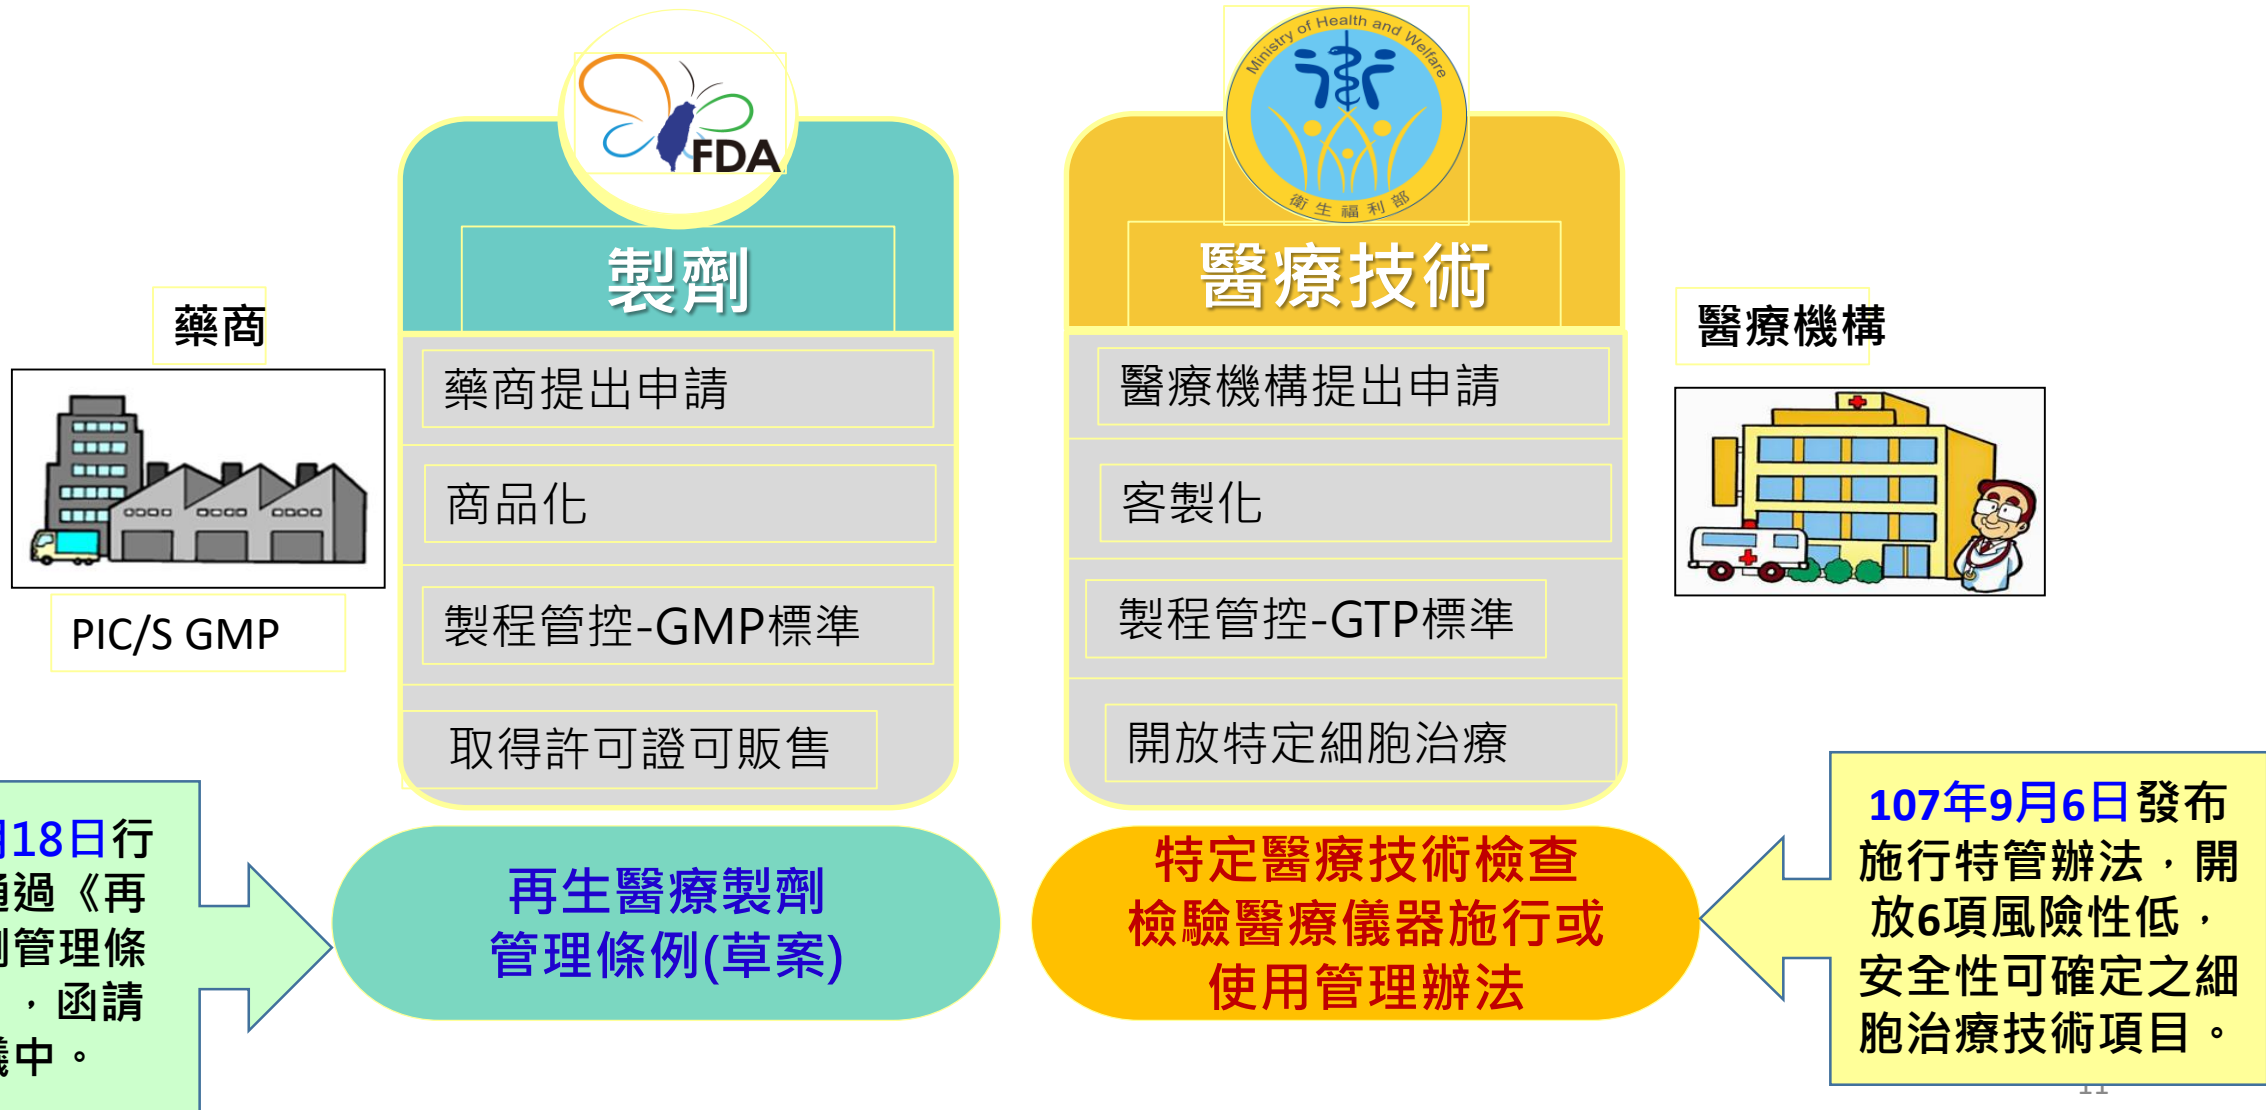 FDA
Ministry of Health and Welfare
衛生福利部
製劑
醫療技術
藥商
PIC/S GMP
藥商提出申請
商品化
製程管控-GMP標準
取得許可證可販售
醫療機構提出申請
客製化
製程管控-GTP標準
開放特定細胞治療
醫療機構
月18日行
通過《再
劑管理條
，函請
議中。
再生醫療製劑
管理條例(草案)
特定醫療技術檢查
檢驗醫療儀器施行或
使用管理辦法
107年9月6日發布
施行特管辦法，開
放6項風險性低，
安全性可確定之細
胞治療技術項目。
11